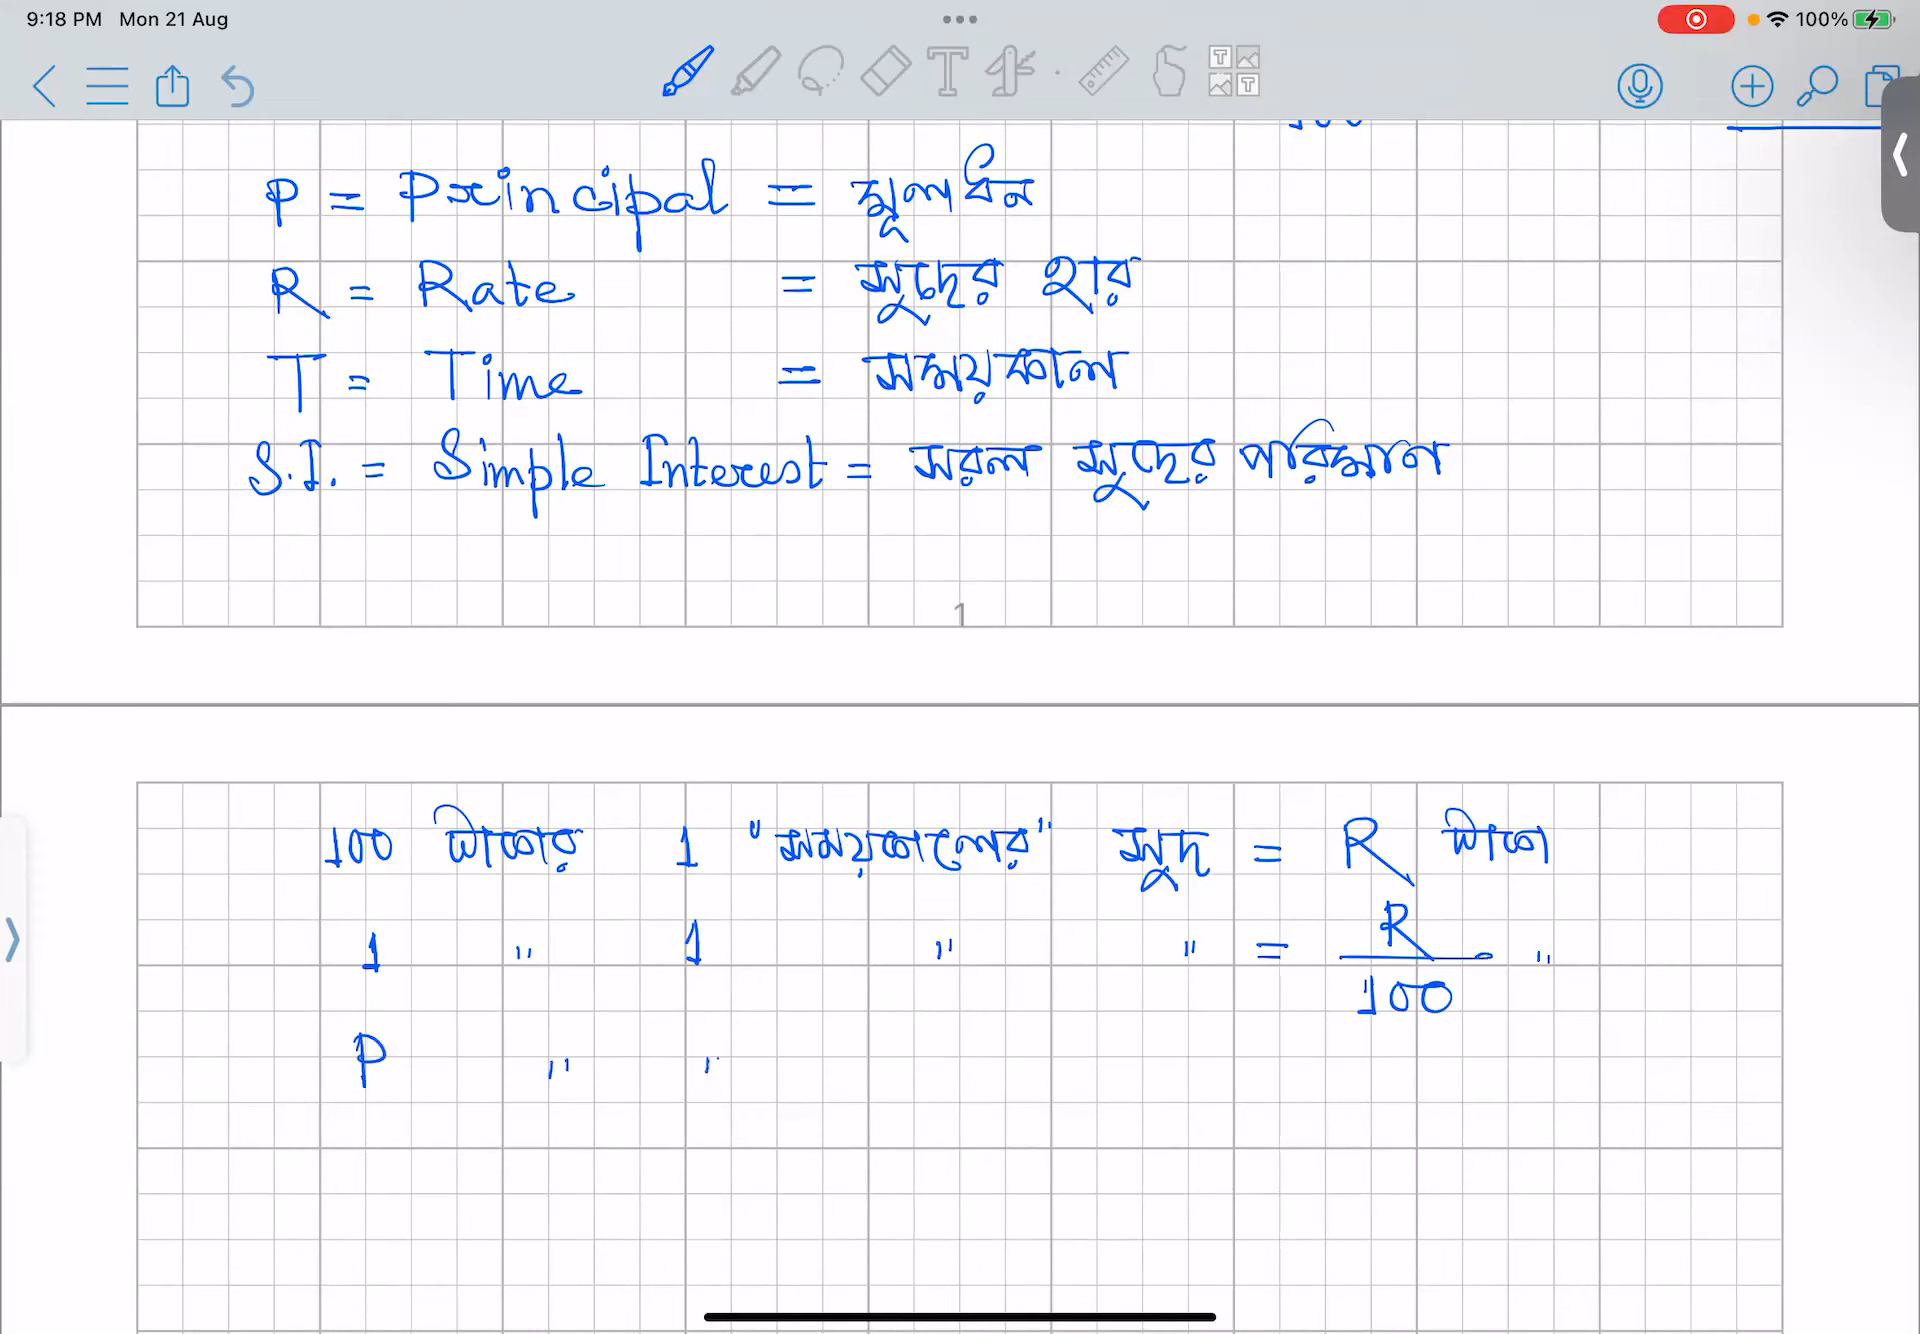 9:18 PM Mon 21 Aug
100%
P = Principal = মূলধন
R = Rate = সুদের হার
T = Time = সময়কাল
S.I. = Simple Interest = সরল সুদের পরিমাণ
1
100 টাকার 1 "সময়কালের" সুদ = R টাকা
1 " 1 " " = R/100 "
P " '